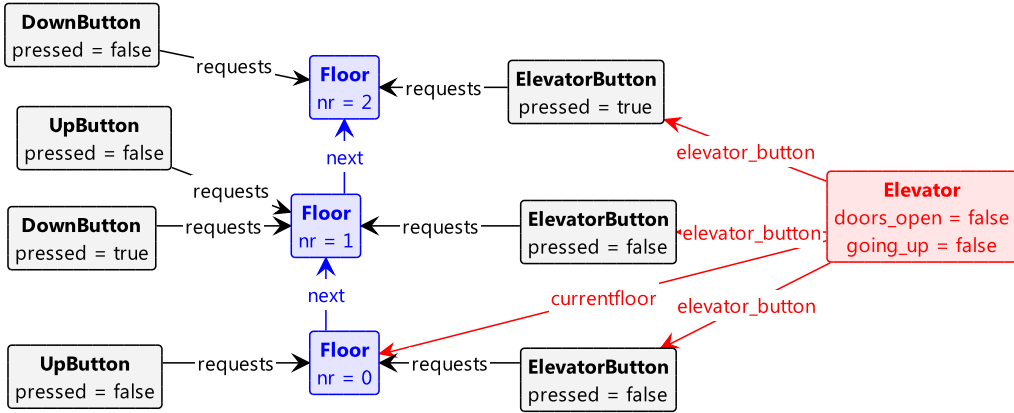 DownButton
pressed = false
requests
Floor
nr = 2
requests
ElevatorButton
pressed = true
UpButton
pressed = false
next
elevator_button
requests
DownButton
pressed = true
requests
Floor
nr = 1
requests
ElevatorButton
pressed = false
elevator_button
Elevator
doors_open = false
going_up = false
next
currentfloor
elevator_button
UpButton
pressed = false
requests
Floor
nr = 0
requests
ElevatorButton
pressed = false